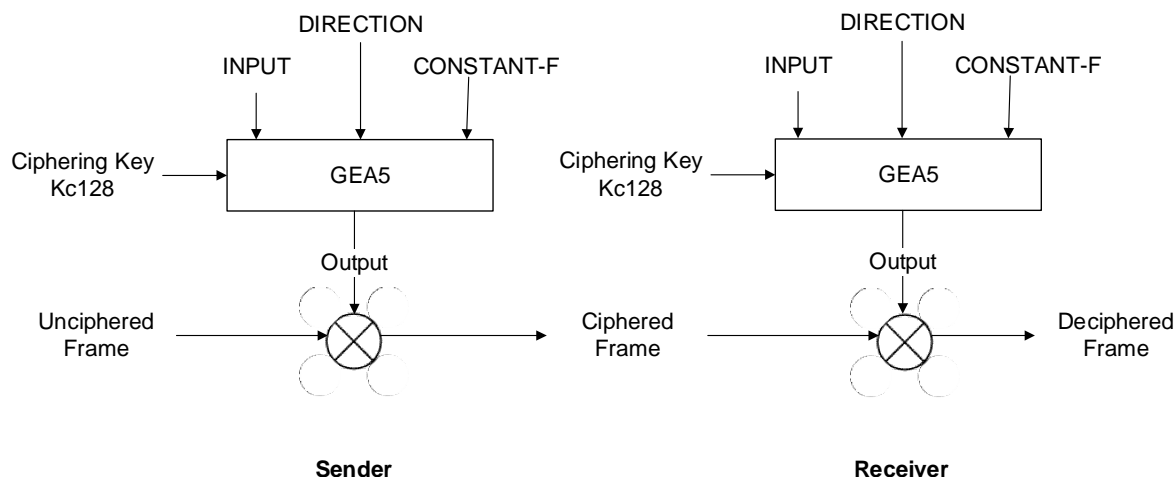 DIRECTION
INPUT
CONSTANT-F
Ciphering Key
Kc128
GEA5
Output
Unciphered
Frame
Ciphered
Frame
Sender
DIRECTION
INPUT
CONSTANT-F
Ciphering Key
Kc128
GEA5
Output
Deciphered
Frame
Receiver